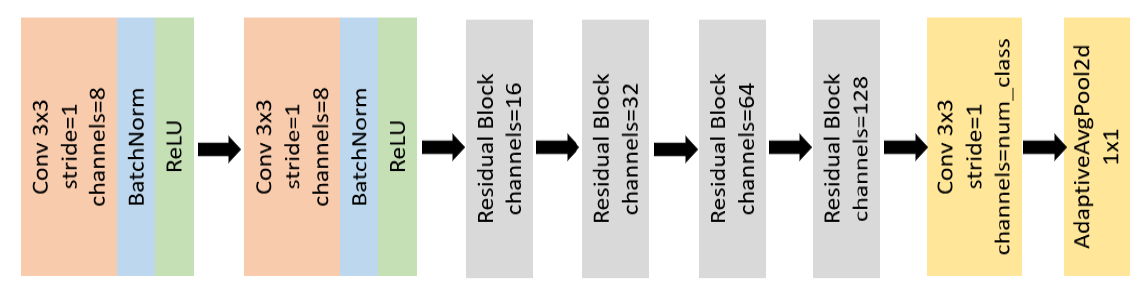 Conv 3x3
stride=1
channels=8
BatchNorm
ReLU
Conv 3x3
stride=1
channels=8
BatchNorm
ReLU
Residual Block
channels=16
Residual Block
channels=32
Residual Block
channels=64
Residual Block
channels=128
Conv 3x3
stride=1
channels=num_class
AdaptiveAvgPool2d
1x1